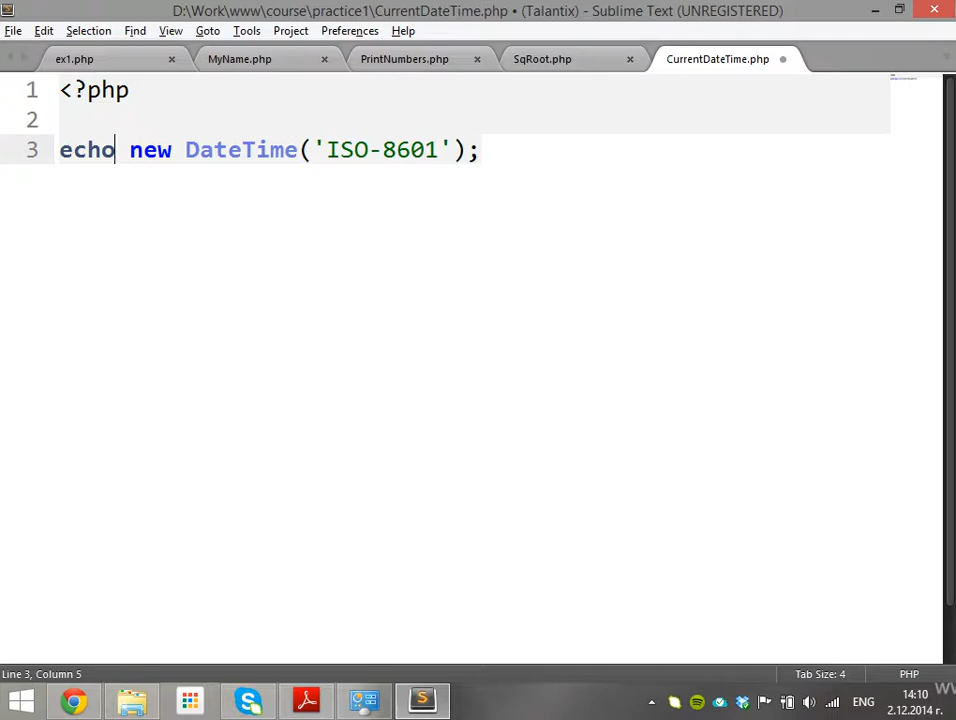 D:\Work\www\course\practice1\CurrentDateTime.php • (Talantix) - Sublime Text (UNREGISTERED)
File Edit Selection Find View Goto Tools Project Preferences Help
ex1.php MyName.php PrintNumbers.php SqRoot.php CurrentDateTime.php
1 <?php
2
3 echo new DateTime('ISO-8601');
Line 3, Column 5 Tab Size: 4 PHP
ENG 14:10
2.12.2014 г.